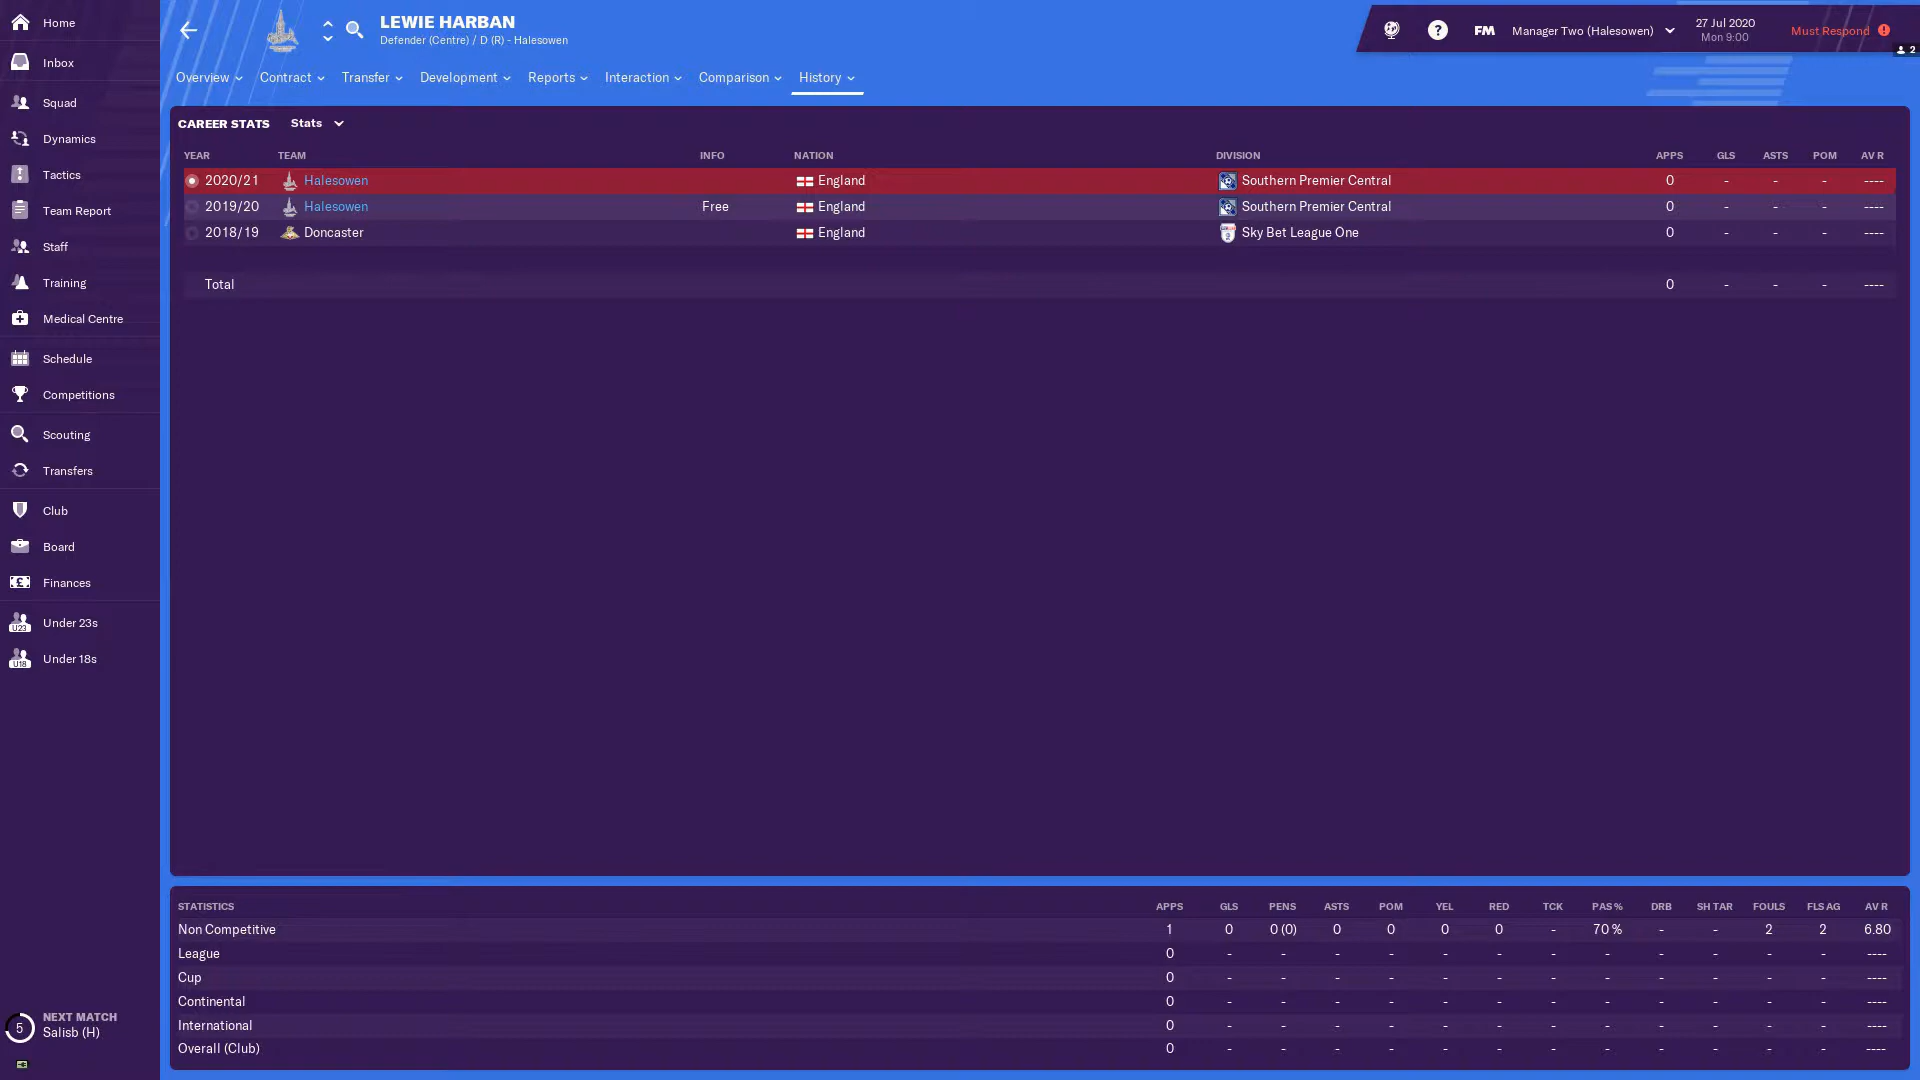 Home
Inbox
Squad
Dynamics
Tactics
Team Report
Staff
Training
Medical Centre
Schedule
Competitions
Scouting
Transfers
Club
Board
Finances
U23 Under 23s
U18 Under 18s
5 NEXT MATCH
Salisb (H)
LEWIE HARBAN
Defender (Centre) / D (R) - Halesowen
? FM Manager Two (Halesowen) 27 Jul 2020 Must Respond !
Mon 9:00
2
Overview Contract Transfer Development Reports Interaction Comparison History
CAREER STATS Stats
YEAR TEAM INFO NATION DIVISION APPS GLS ASTS POM AV R
2020/21 Halesowen England Southern Premier Central 0 - - - ----
2019/20 Halesowen Free England Southern Premier Central 0 - - - ----
2018/19 Doncaster England Sky Bet League One 0 - - - ----
Total 0 - - - ----
STATISTICS APPS GLS PENS ASTS POM YEL RED TCK PAS % DRB SH TAR FOULS FLS AG AV R
Non Competitive 1 0 0 (0) 0 0 0 0 - 70 % - - 2 2 6.80
League 0 - - - - - - - - - - - - ----
Cup 0 - - - - - - - - - - - - ----
Continental 0 - - - - - - - - - - - - ----
International 0 - - - - - - - - - - - - ----
Overall (Club) 0 - - - - - - - - - - - - ----